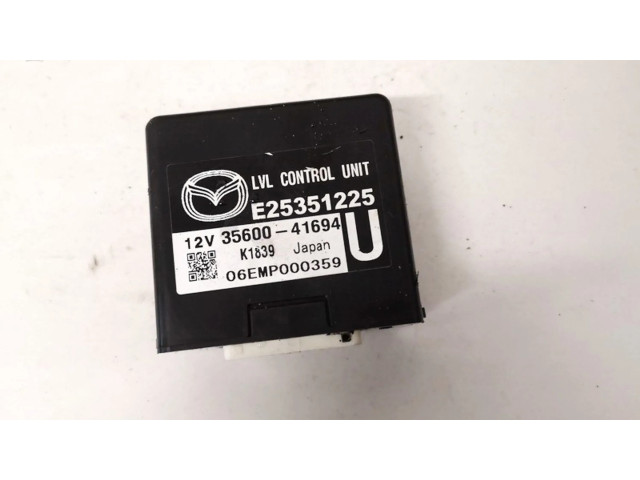 LVL CONTROL UNIT
E25351225
12V 35600-41694 U
K1839 Japan
06EMP000359